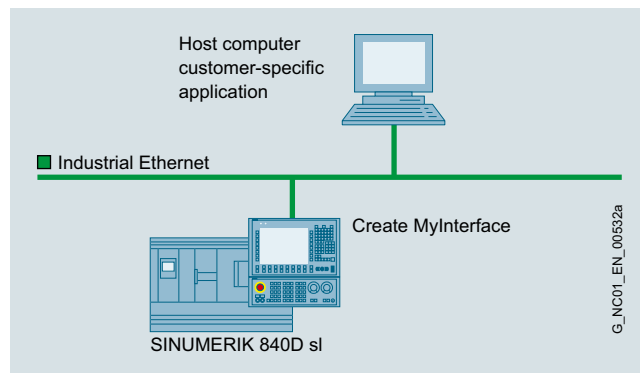 Host computer
customer-specific
application
Industrial Ethernet
Create MyInterface
SINUMERIK 840D sl
G_NC01_EN_00532a